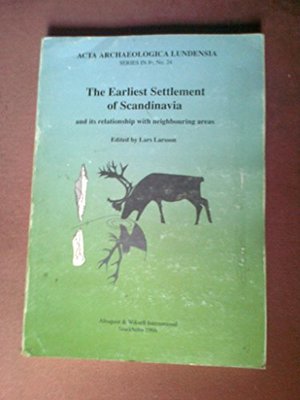 ACTA ARCHAEOLOGICA LUNDENSIA
SERIES IN 8°, No. 24
The Earliest Settlement
of Scandinavia
and its relationship with neighbouring areas
Edited by Lars Larsson
Almquist & Wiksell International
Stockholm 1996